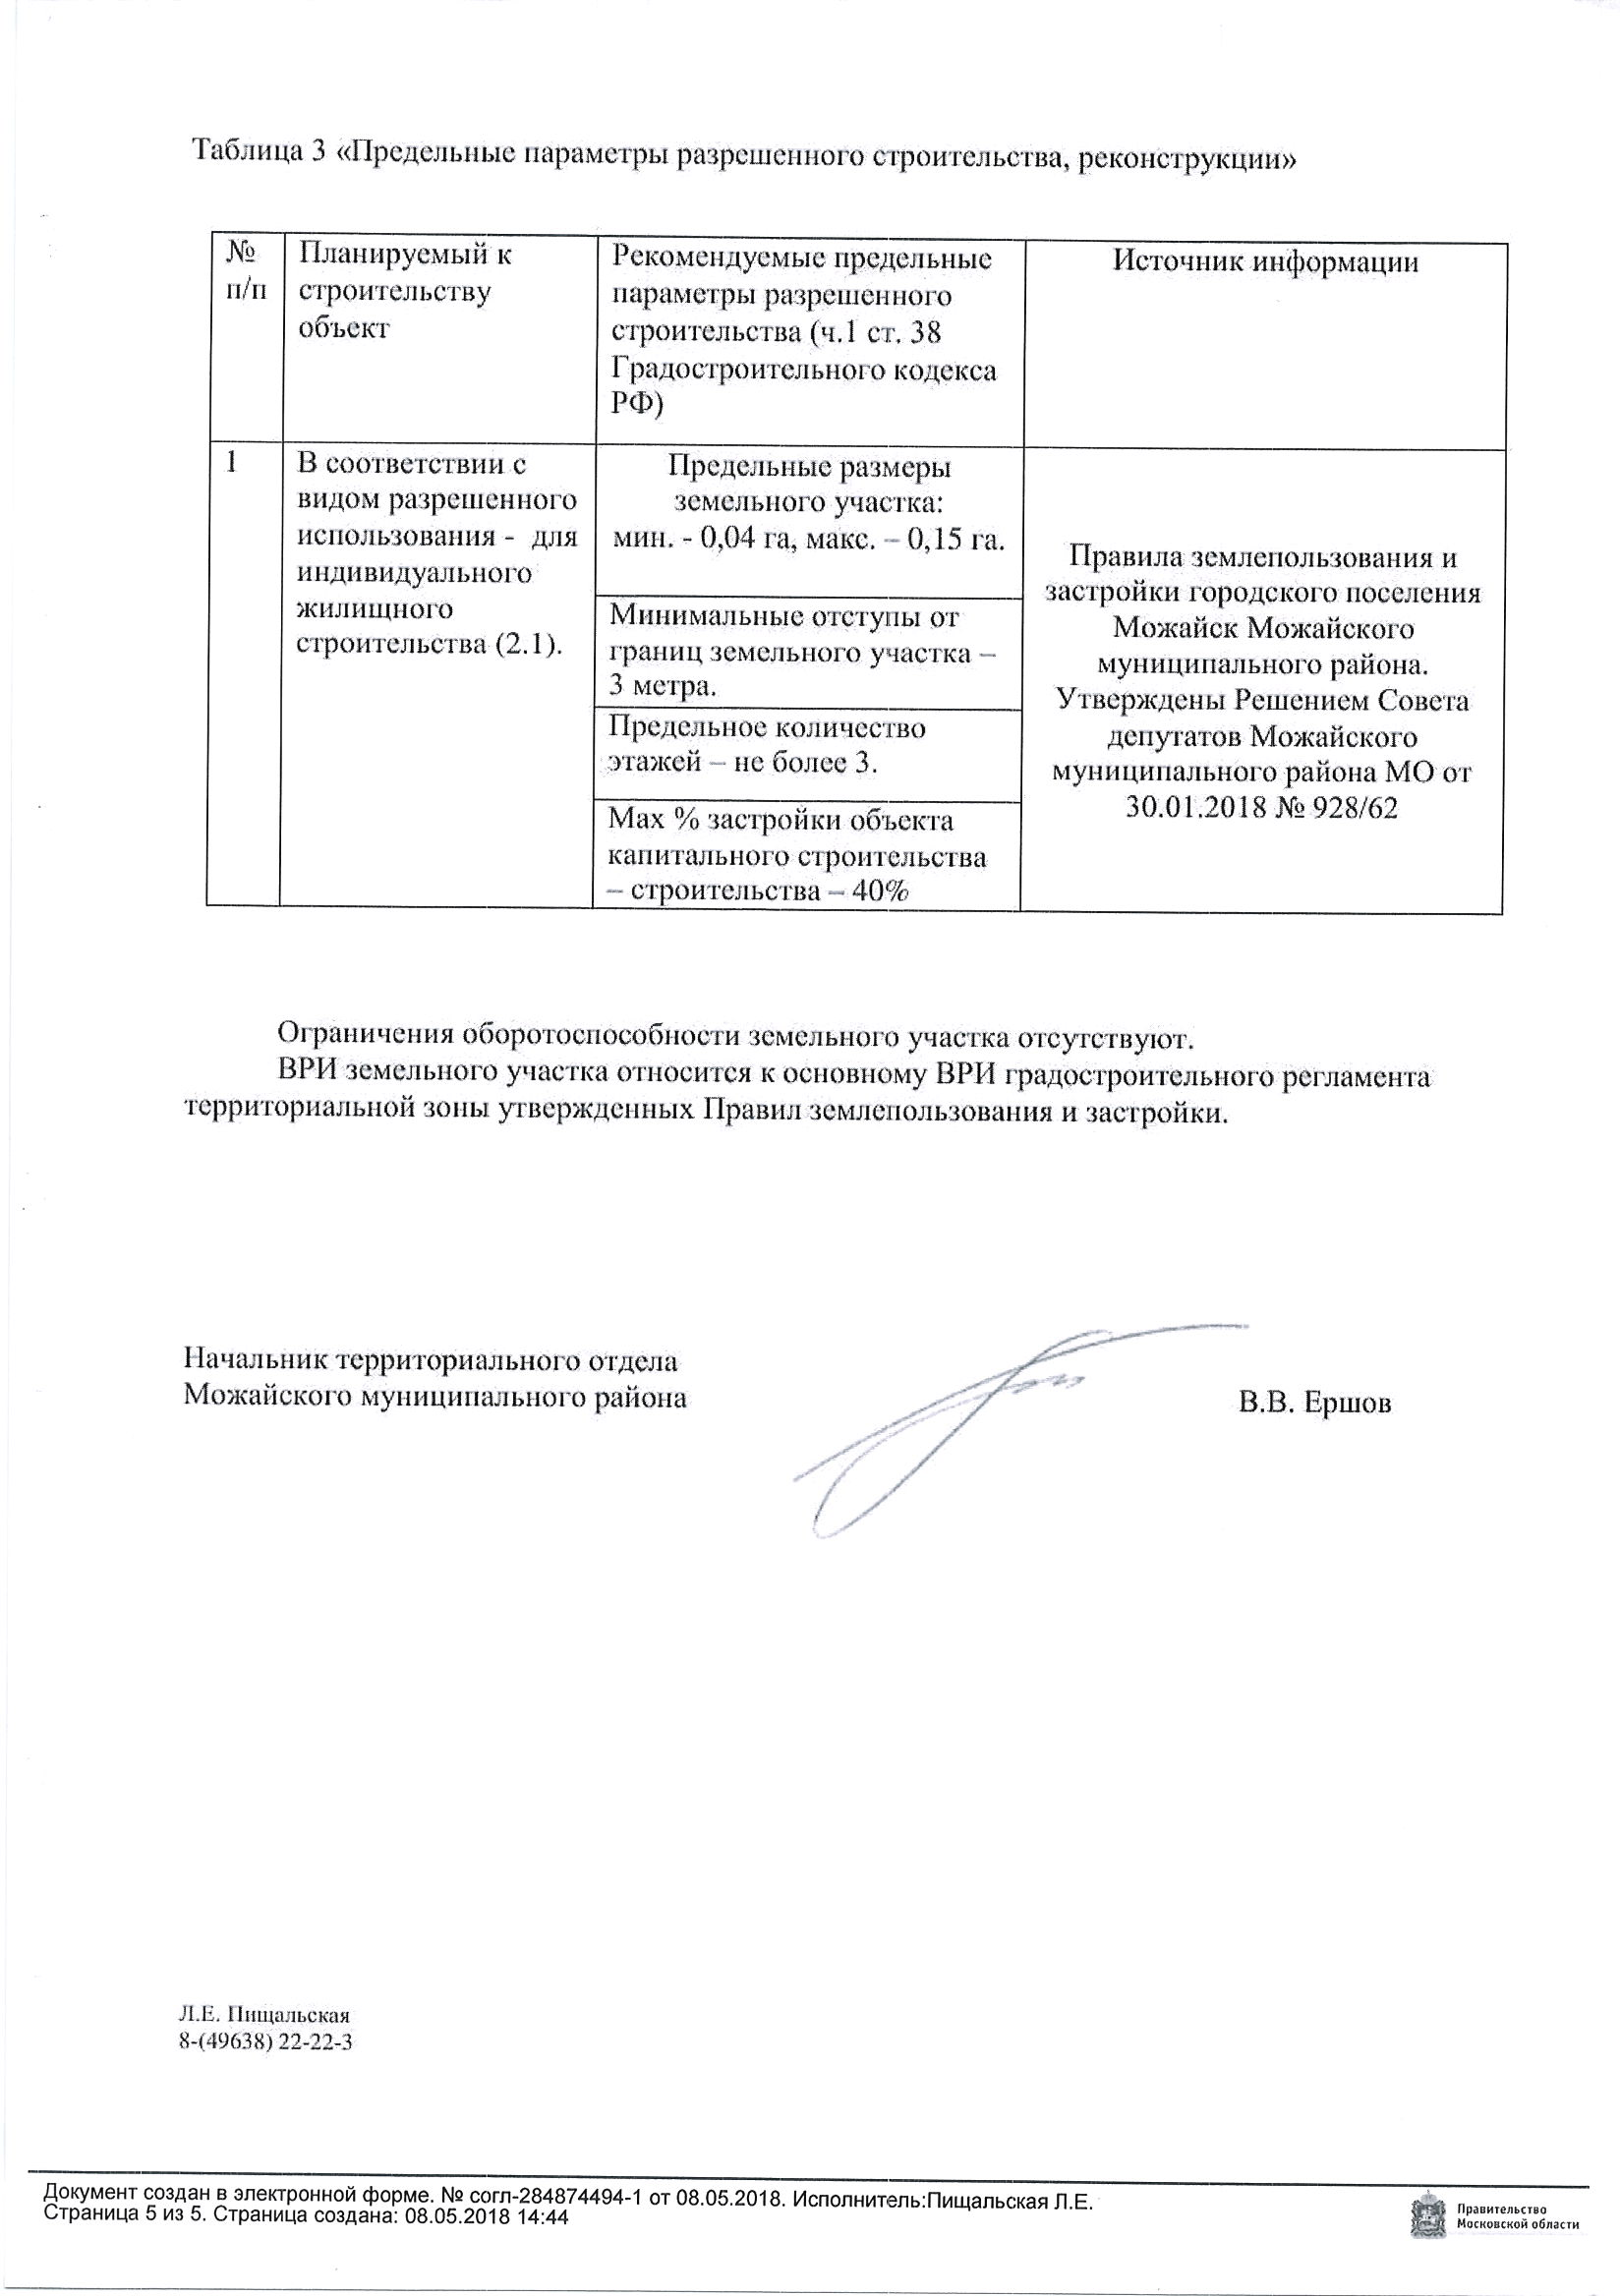 Таблица 3 «Предельные параметры разрешенного строительства, реконструкции»
№
п/п
Планируемый к
строительству
объект
Рекомендуемые предельные
параметры разрешенного
строительства (ч.1 ст. 38
Градостроительного кодекса
РФ)
Источник информации
1
В соответствии с
видом разрешенного
использования - для
индивидуального
жилищного
строительства (2.1).
Предельные размеры
земельного участка:
мин. - 0,04 га, макс. – 0,15 га.
Минимальные отступы от
границ земельного участка –
3 метра.
Предельное количество
этажей – не более 3.
Max % застройки объекта
капитального строительства
– строительства – 40%
Правила землепользования и
застройки городского поселения
Можайск Можайского
муниципального района.
Утверждены Решением Совета
депутатов Можайского
муниципального района МО от
30.01.2018 № 928/62
Ограничения оборотоспособности земельного участка отсутствуют.
ВРИ земельного участка относится к основному ВРИ градостроительного регламента
территориальной зоны утвержденных Правил землепользования и застройки.
Начальник территориального отдела
Можайского муниципального района
В.В. Ершов
Л.Е. Пищальская
8-(49638) 22-22-3
Документ создан в электронной форме. № согл-284874494-1 от 08.05.2018. Исполнитель:Пищальская Л.Е.
Страница 5 из 5. Страница создана: 08.05.2018 14:44
Правительство
Московской области